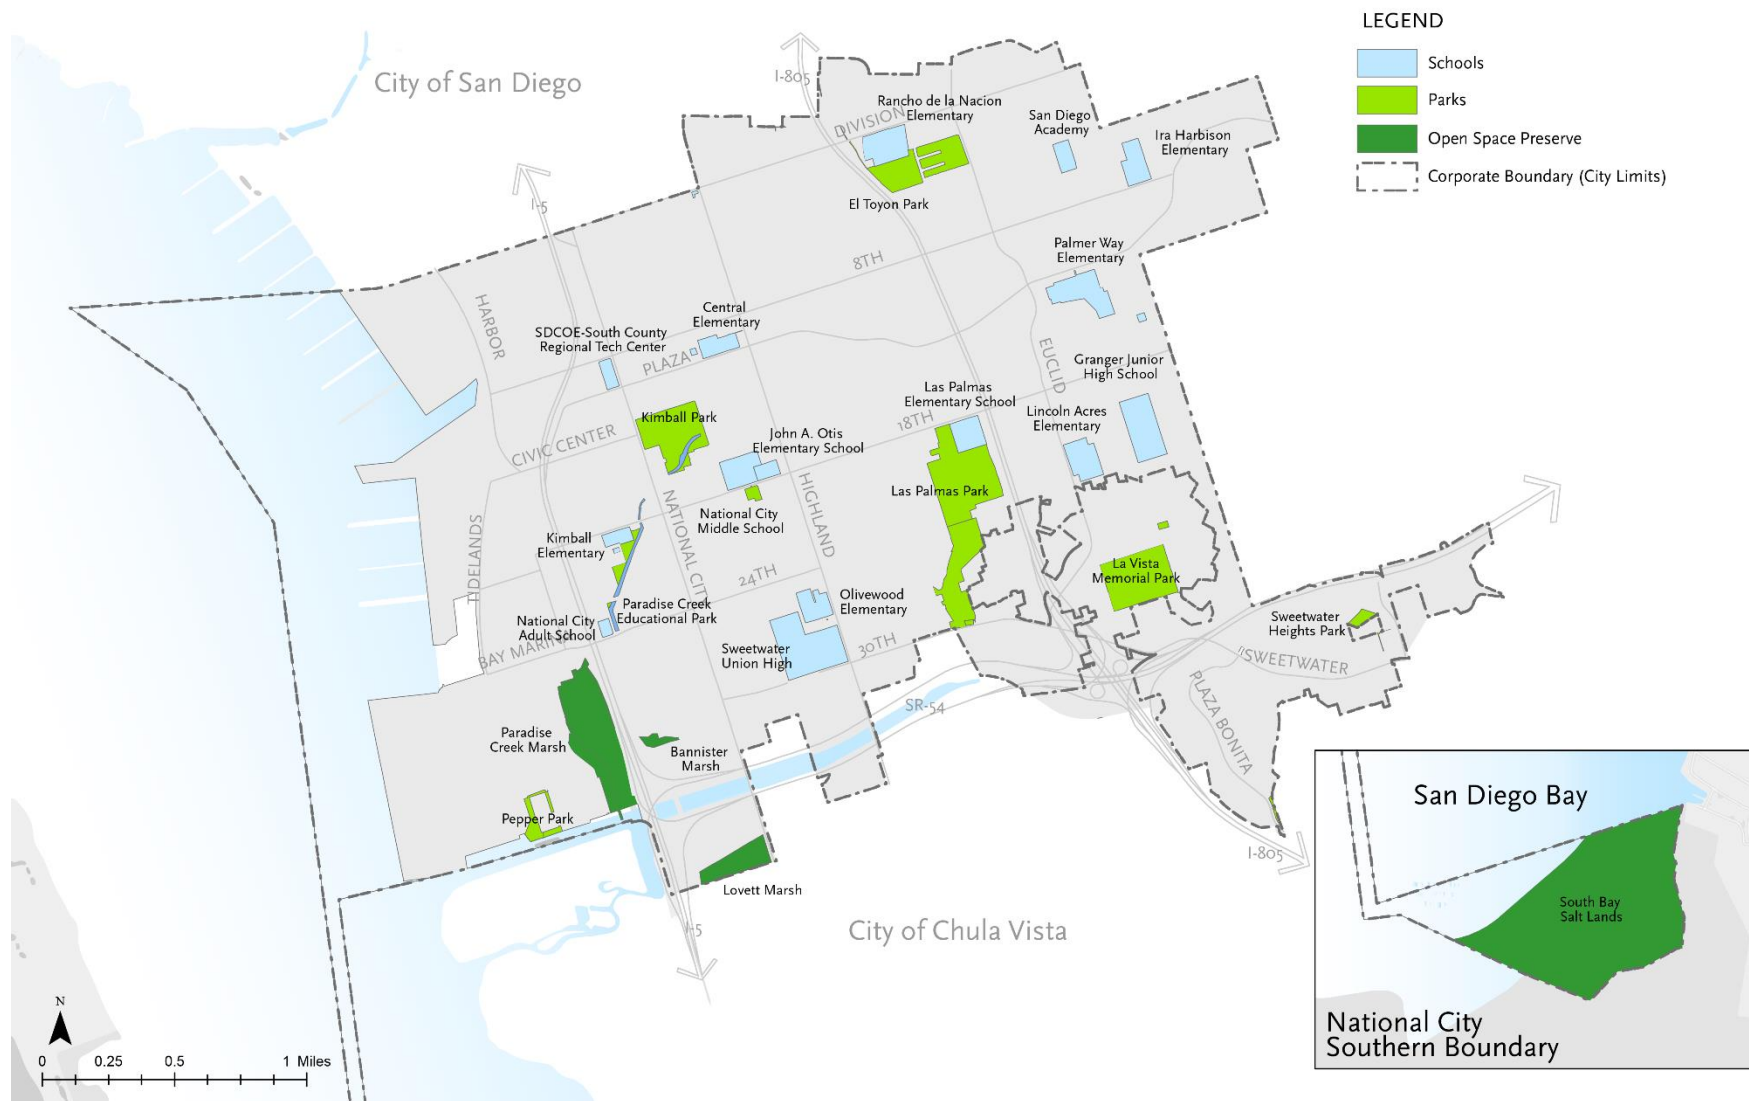 LEGEND
Schools
Parks
Open Space Preserve
Corporate Boundary (City Limits)
City of San Diego
I-805
DIVISION
Rancho de la Nacion
Elementary
San Diego
Academy
Ira Harbison
Elementary
El Toyon Park
I-5
8TH
Palmer Way
Elementary
HARBOR
SDCOE-South County
Regional Tech Center
Central
Elementary
PLAZA
EUCLID
Granger Junior
High School
Las Palmas
Elementary School
Lincoln Acres
Elementary
Kimball Park
CIVIC CENTER
John A. Otis
Elementary School
18TH
HIGHLAND
Las Palmas Park
National City
Middle School
NATIONAL CITY
TIDELANDS
Kimball
Elementary
24TH
La Vista
Memorial Park
Olivewood
Elementary
Paradise Creek
Educational Park
National City
Adult School
BAY MARINA
Sweetwater
Union High
30TH
Sweetwater
Heights Park
SWEETWATER
PLAZA BONITA
SR-54
Paradise
Creek Marsh
Bannister
Marsh
Pepper Park
Lovett Marsh
I-805
I-5
City of Chula Vista
San Diego Bay
South Bay
Salt Lands
National City
Southern Boundary
N
0 0.25 0.5 1 Miles